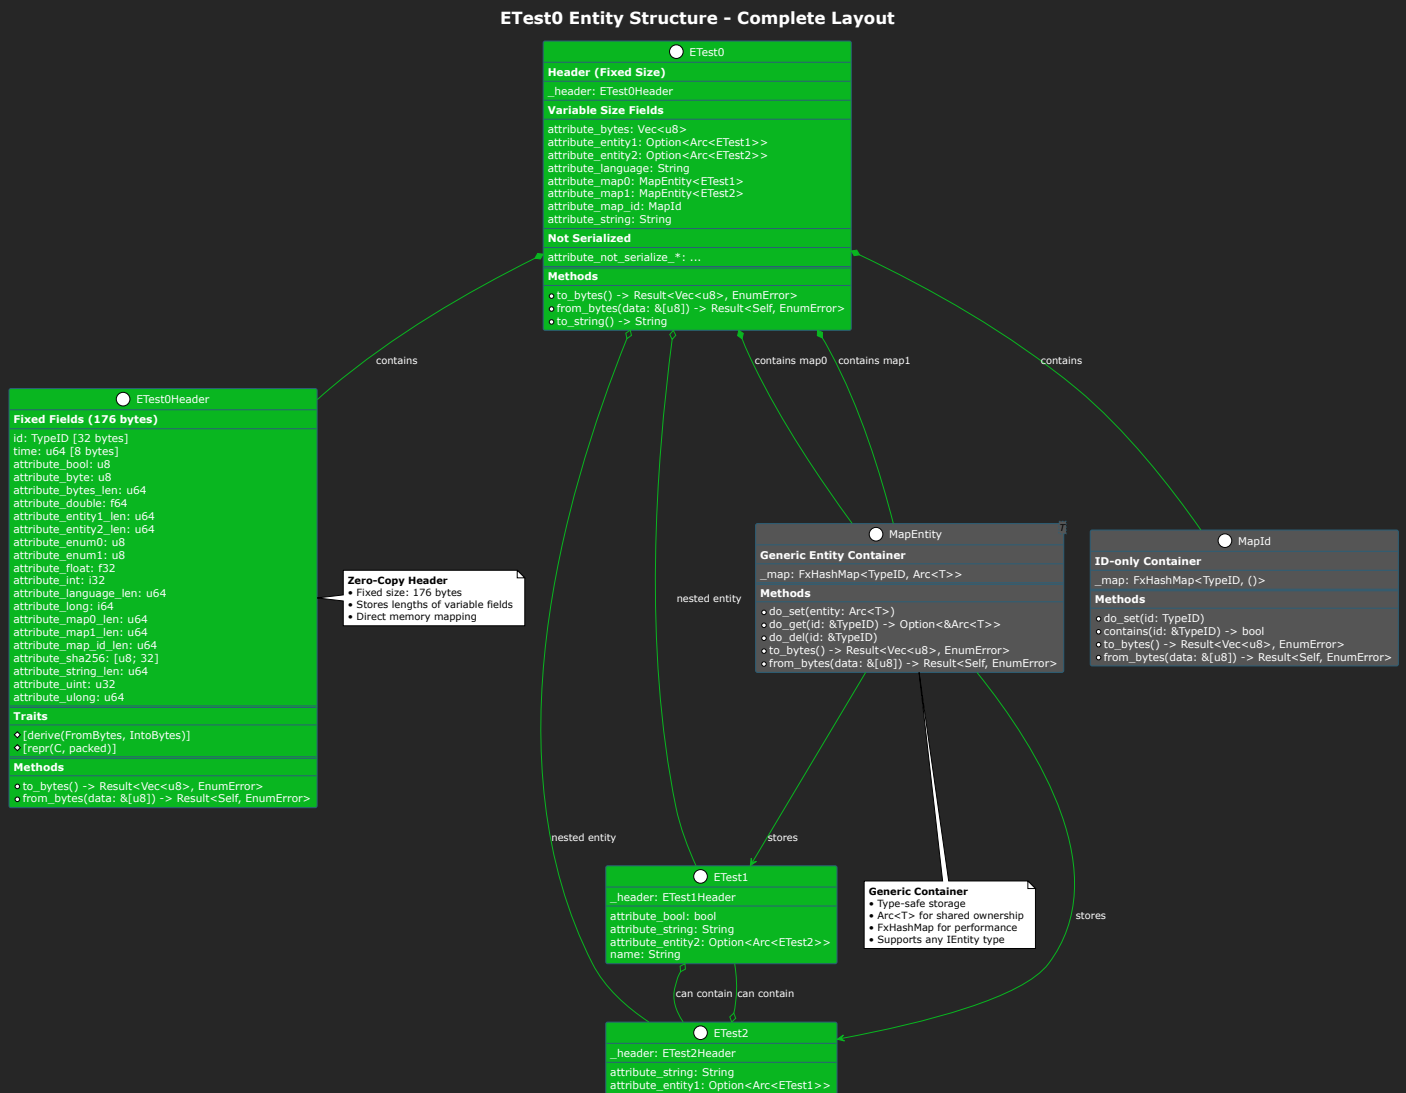 ETest0 Entity Structure - Complete Layout
ETest0
Header (Fixed Size)
_header: ETest0Header
Variable Size Fields
attribute_bytes: Vec<u8>
attribute_entity1: Option<Arc<ETest1>>
attribute_entity2: Option<Arc<ETest2>>
attribute_language: String
attribute_map0: MapEntity<ETest1>
attribute_map1: MapEntity<ETest2>
attribute_map_id: MapId
attribute_string: String
Not Serialized
attribute_not_serialize_*: ...
Methods
to_bytes() -> Result<Vec<u8>, EnumError>
from_bytes(data: &[u8]) -> Result<Self, EnumError>
to_string() -> String
contains
contains map0
contains map1
contains
ETest0Header
Fixed Fields (176 bytes)
id: TypeID [32 bytes]
time: u64 [8 bytes]
attribute_bool: u8
attribute_byte: u8
attribute_bytes_len: u64
attribute_double: f64
attribute_entity1_len: u64
attribute_entity2_len: u64
attribute_enum0: u8
attribute_enum1: u8
attribute_float: f32
attribute_int: i32
attribute_language_len: u64
attribute_long: i64
attribute_map0_len: u64
attribute_map1_len: u64
attribute_map_id_len: u64
attribute_sha256: [u8; 32]
attribute_string_len: u64
attribute_uint: u32
attribute_ulong: u64
Traits
[derive(FromBytes, IntoBytes)]
[repr(C, packed)]
Methods
to_bytes() -> Result<Vec<u8>, EnumError>
from_bytes(data: &[u8]) -> Result<Self, EnumError>
Zero-Copy Header
• Fixed size: 176 bytes
• Stores lengths of variable fields
• Direct memory mapping
nested entity
T
MapEntity
Generic Entity Container
_map: FxHashMap<TypeID, Arc<T>>
Methods
do_set(entity: Arc<T>)
do_get(id: &TypeID) -> Option<&Arc<T>>
do_del(id: &TypeID)
to_bytes() -> Result<Vec<u8>, EnumError>
from_bytes(data: &[u8]) -> Result<Self, EnumError>
MapId
ID-only Container
_map: FxHashMap<TypeID, ()>
Methods
do_set(id: TypeID)
contains(id: &TypeID) -> bool
to_bytes() -> Result<Vec<u8>, EnumError>
from_bytes(data: &[u8]) -> Result<Self, EnumError>
nested entity
stores
ETest1
_header: ETest1Header
attribute_bool: bool
attribute_string: String
attribute_entity2: Option<Arc<ETest2>>
name: String
Generic Container
• Type-safe storage
• Arc<T> for shared ownership
• FxHashMap for performance
• Supports any IEntity type
stores
can contain
can contain
ETest2
_header: ETest2Header
attribute_string: String
attribute_entity1: Option<Arc<ETest1>>